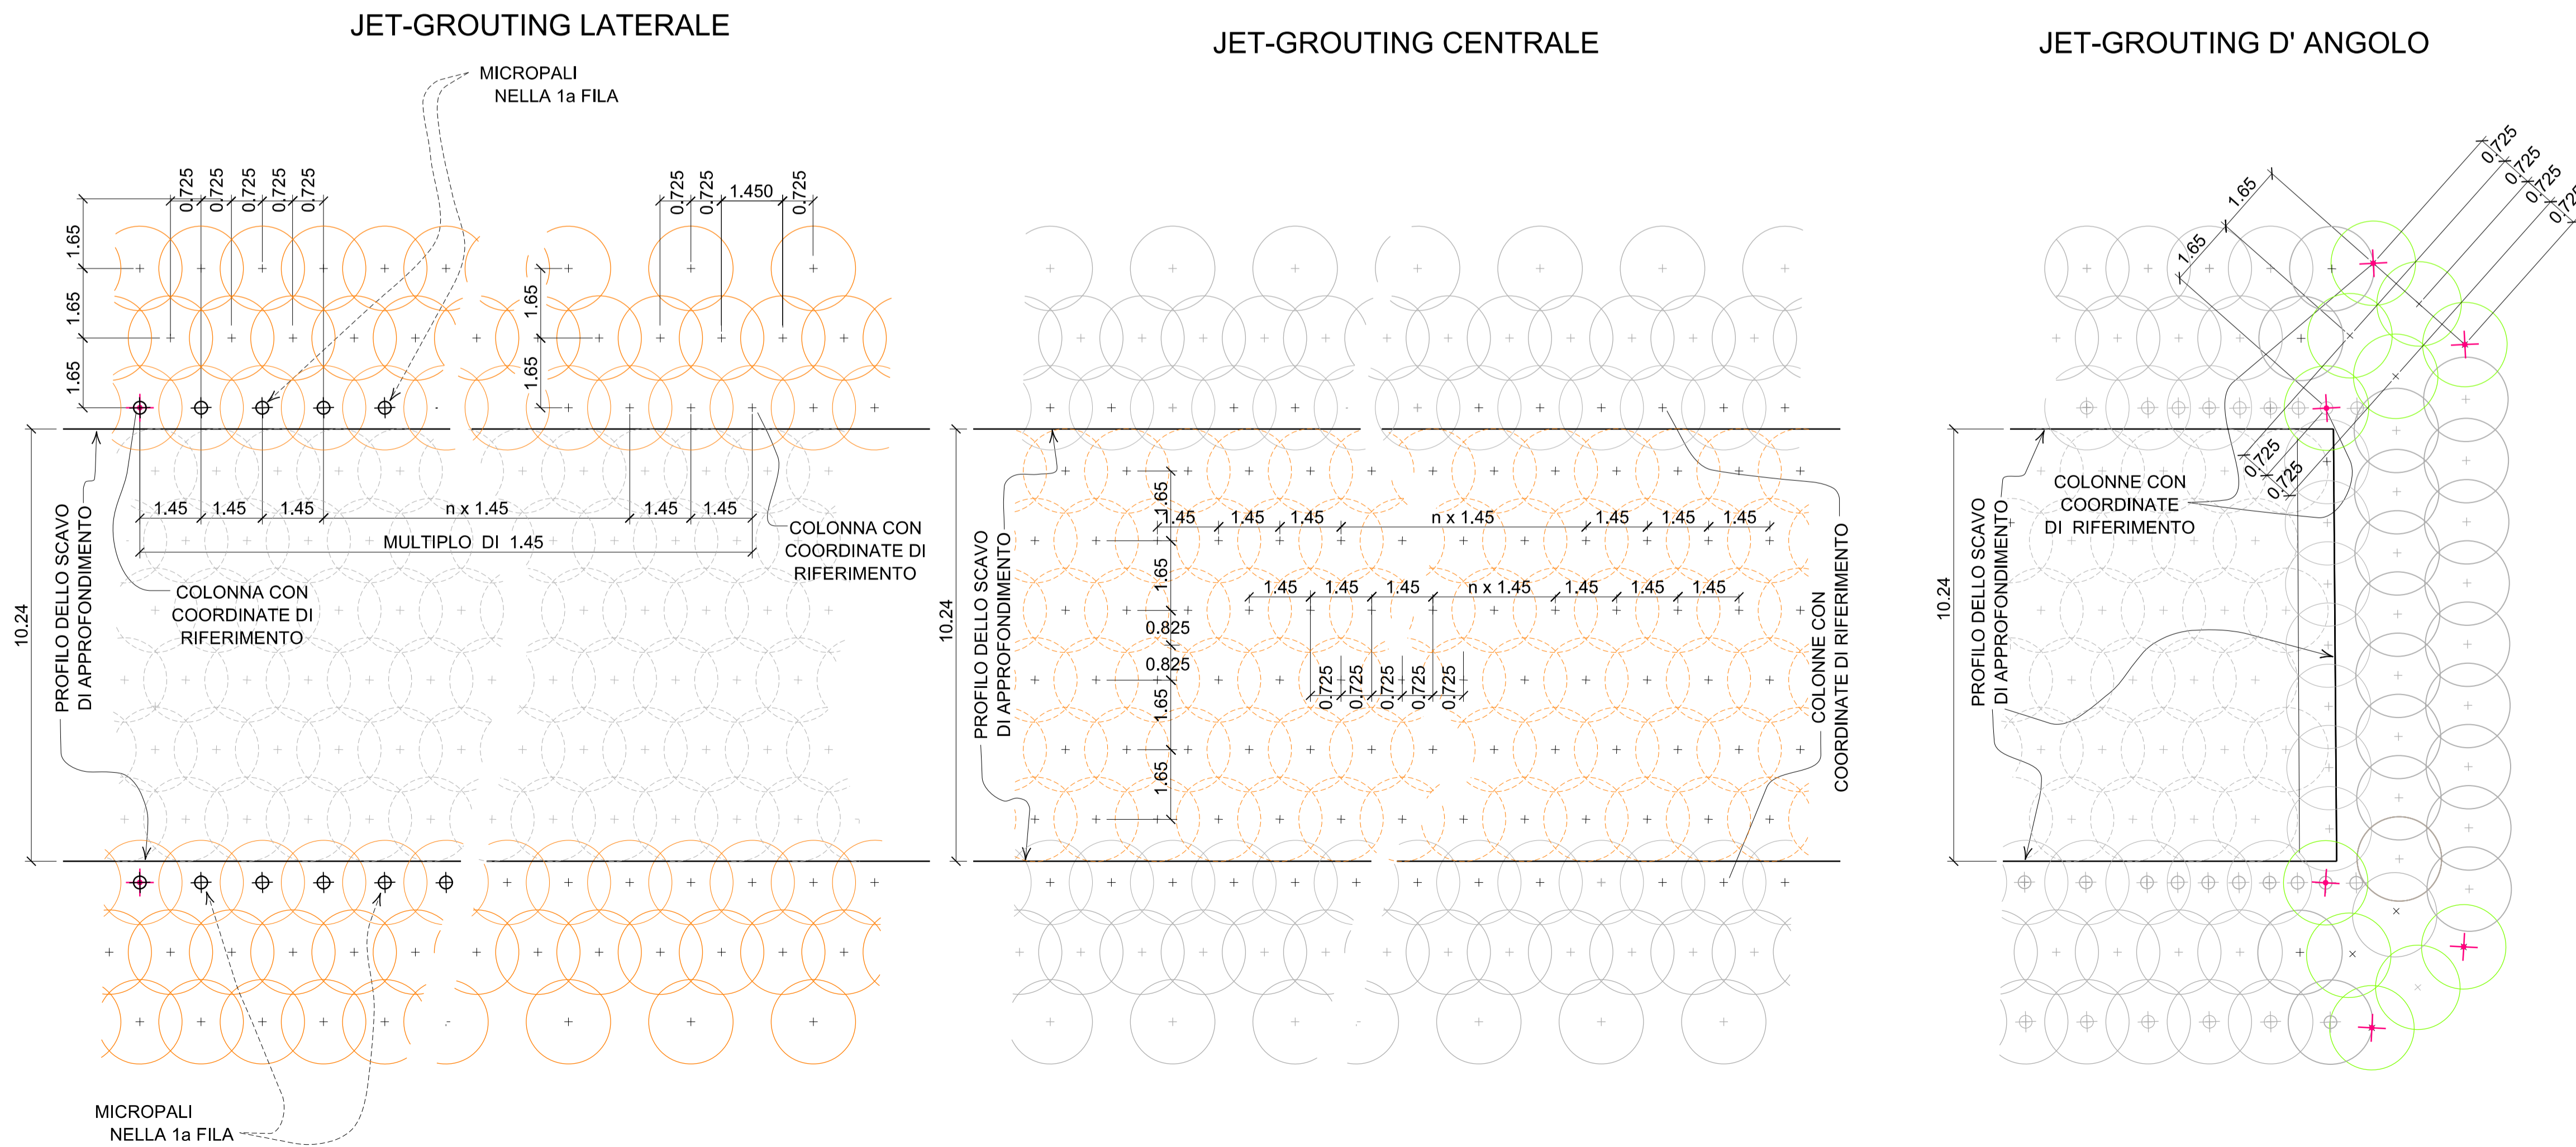 JET-GROUTING LATERALE
MICROPALI
NELLA 1a FILA
0.725
0.725
0.725
0.725
0.725
0.725
0.725
1.450
0.725
1.65
1.65
1.65
1.65
1.65
10.24
PROFILO DELLO SCAVO
DI APPROFONDIMENTO
1.45
1.45
1.45
n x 1.45
1.45
1.45
MULTIPLO DI 1.45
COLONNA CON
COORDINATE DI
RIFERIMENTO
COLONNA CON
COORDINATE DI
RIFERIMENTO
MICROPALI
NELLA 1a FILA
JET-GROUTING CENTRALE
10.24
PROFILO DELLO SCAVO
DI APPROFONDIMENTO
1.65
1.45
1.45
1.45
n x 1.45
1.45
1.45
1.45
1.65
1.45
1.45
1.45
n x 1.45
1.45
1.45
1.45
0.825
0.825
0.725
0.725
0.725
0.725
0.725
1.65
1.65
COLONNE CON
COORDINATE DI RIFERIMENTO
JET-GROUTING D' ANGOLO
0.725
0.725
0.725
0.725
1.65
1.65
0.725
0.725
COLONNE CON
COORDINATE
DI RIFERIMENTO
10.24
PROFILO DELLO SCAVO
DI APPROFONDIMENTO